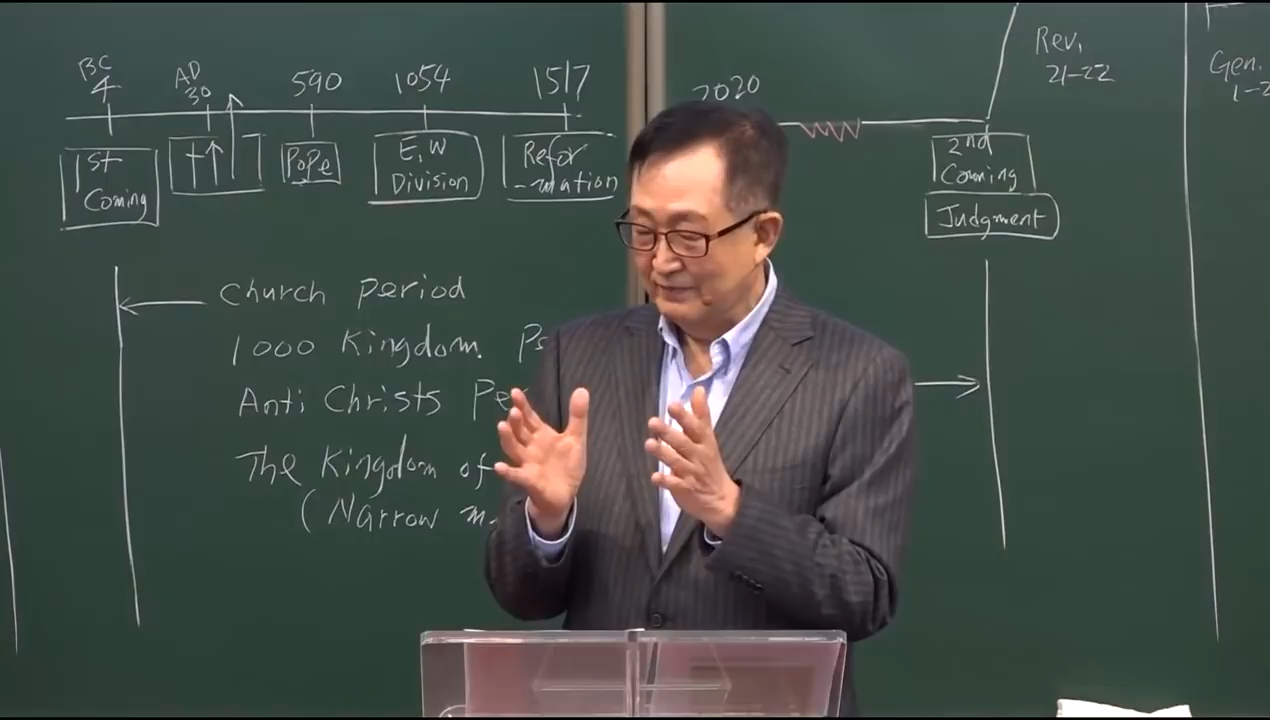 BC
4
AD
30
590
1054
1517
2020
Rev.
21-22
Gen.
1st
Coming
PoPe
E, W
Division
Refor
-mation
2nd
Coming
Judgment
Church period
1000 Kingdom.
Anti Christs
The Kingdom of
(Narrow